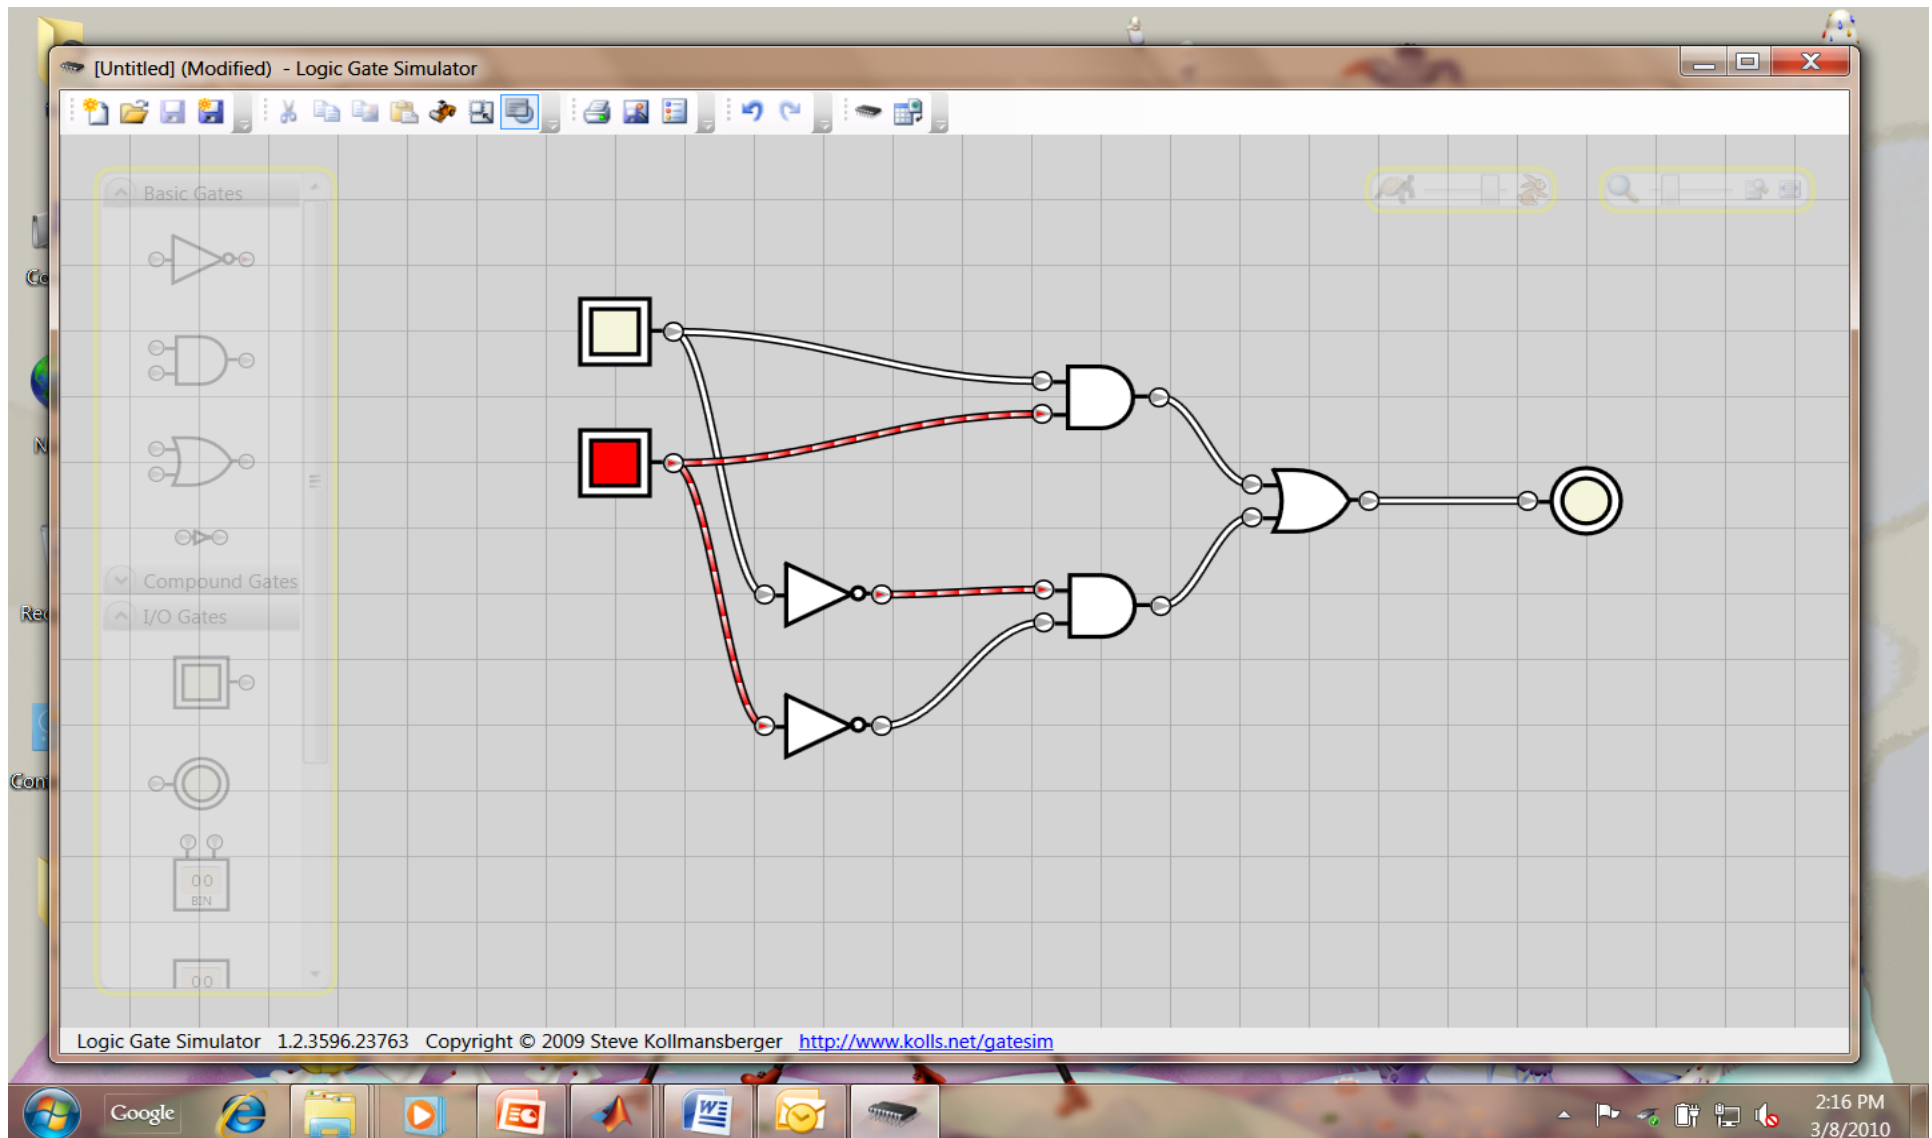 [Untitled] (Modified) - Logic Gate Simulator
Basic Gates
Compound Gates
I/O Gates
00
BIN
00
Logic Gate Simulator 1.2.3596.23763 Copyright © 2009 Steve Kollmansberger http://www.kolls.net/gatesim
Google
2:16 PM
3/8/2010